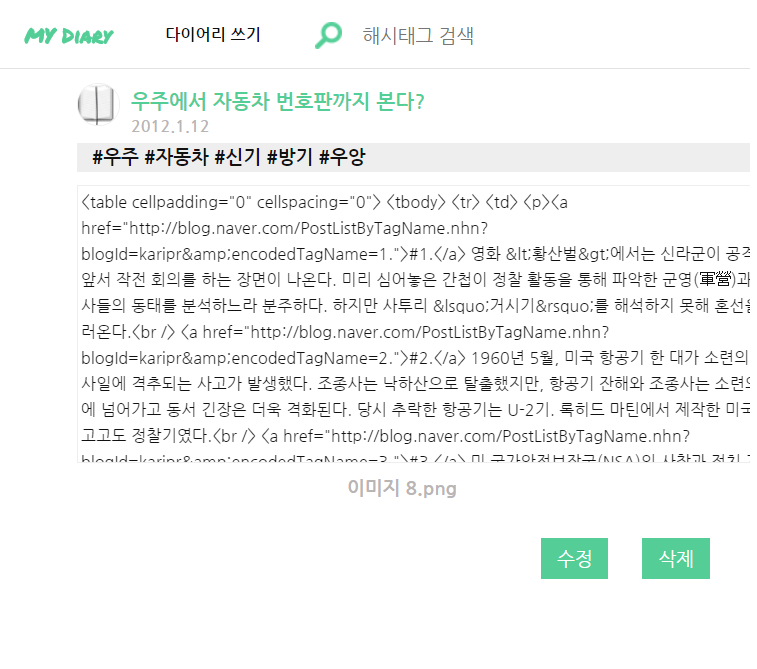 MY DIARY
다이어리 쓰기
해시태그 검색
우주에서 자동차 번호판까지 본다?
2012.1.12
#우주 #자동차 #신기 #방기 #우앙
<table cellpadding="0" cellspacing="0"> <tbody> <tr> <td> <p><a
href="http://blog.naver.com/PostListByTagName.nhn?
blogId=karipr&amp;encodedTagName=1.">#1.</a> 영화 &lt;황산벌&gt;에서는 신라군이 공격
앞서 작전 회의를 하는 장면이 나온다. 미리 심어놓은 간첩이 정찰 활동을 통해 파악한 군영(軍營)과
사들의 동태를 분석하느라 분주하다. 하지만 사투리 &lsquo;거시기&rsquo;를 해석하지 못해 혼선을
러온다.<br /> <a href="http://blog.naver.com/PostListByTagName.nhn?
blogId=karipr&amp;encodedTagName=2.">#2.</a> 1960년 5월, 미국 항공기 한 대가 소련의
사일에 격추되는 사고가 발생했다. 조종사는 낙하산으로 탈출했지만, 항공기 잔해와 조종사는 소련의
에 넘어가고 동서 긴장은 더욱 격화된다. 당시 추락한 항공기는 U-2기. 록히드 마틴에서 제작한 미국
고고도 정찰기였다.<br /> <a href="http://blog.naver.com/PostListByTagName.nhn?
blogId=karipr&amp;encodedTagName=3.">#3.</a> 미 국가안전보장국(NSA)의 사찰과 정치
이미지 8.png
수정
삭제